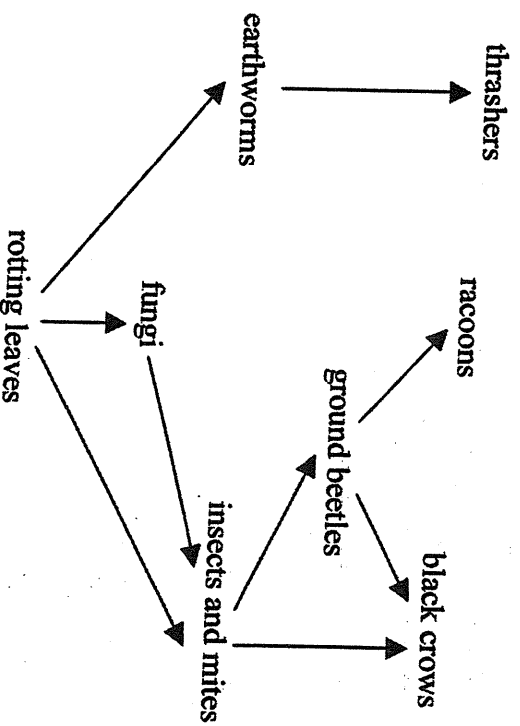 thrashers
racoons
black crows
ground beetles
earthworms
fungi
insects and mites
rotting leaves